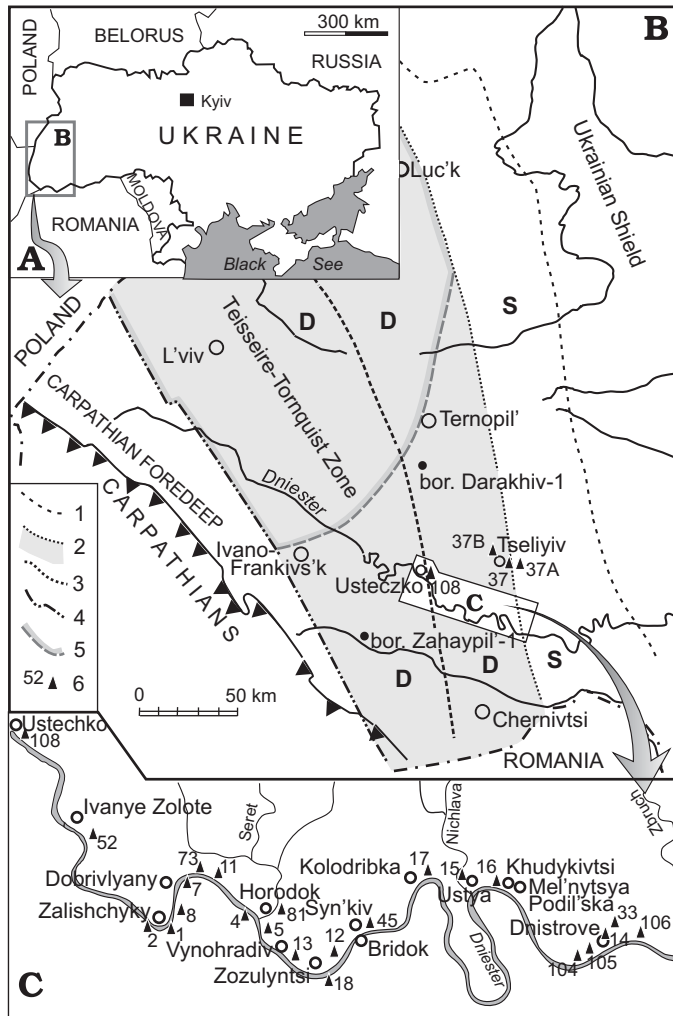 BELORUS
300 km
B
POLAND
RUSSIA
Kyiv
UKRAINE
B
MOLDOVA
ROMANIA
A
Black See
Luc'k
Ukrainian Shield
POLAND
D
D
S
L'viv
Teisseire-Tornquist Zone
CARPATHIAN FOREDEEP
CARPATHIANS
Ternopil'
Dniester
bor. Darakhiv-1
37B
Tseliyiv
37
37A
Ivano-
Frankivs'k
Usteczko
108
C
bor. Zahaypil'-1
D
D
S
Chernivtsi
ROMANIA
1
2
3
4
5
52
6
0
50 km
Ustechko
108
Ivanye Zolote
52
Seret
Nichlava
Zbruch
73
11
Dobrivlyany
7
Zalishchyky
8
2
1
4
Horodok
81
5
Vynohradiv
13
Zozulyntsi
12
18
Syn'kiv
45
Bridok
Kolodribka
17
15
Ustya
16
Khudykivtsi
Mel'nytsya
Podil'ska
Dniester
Dnistrove
33
14
106
104
105
C